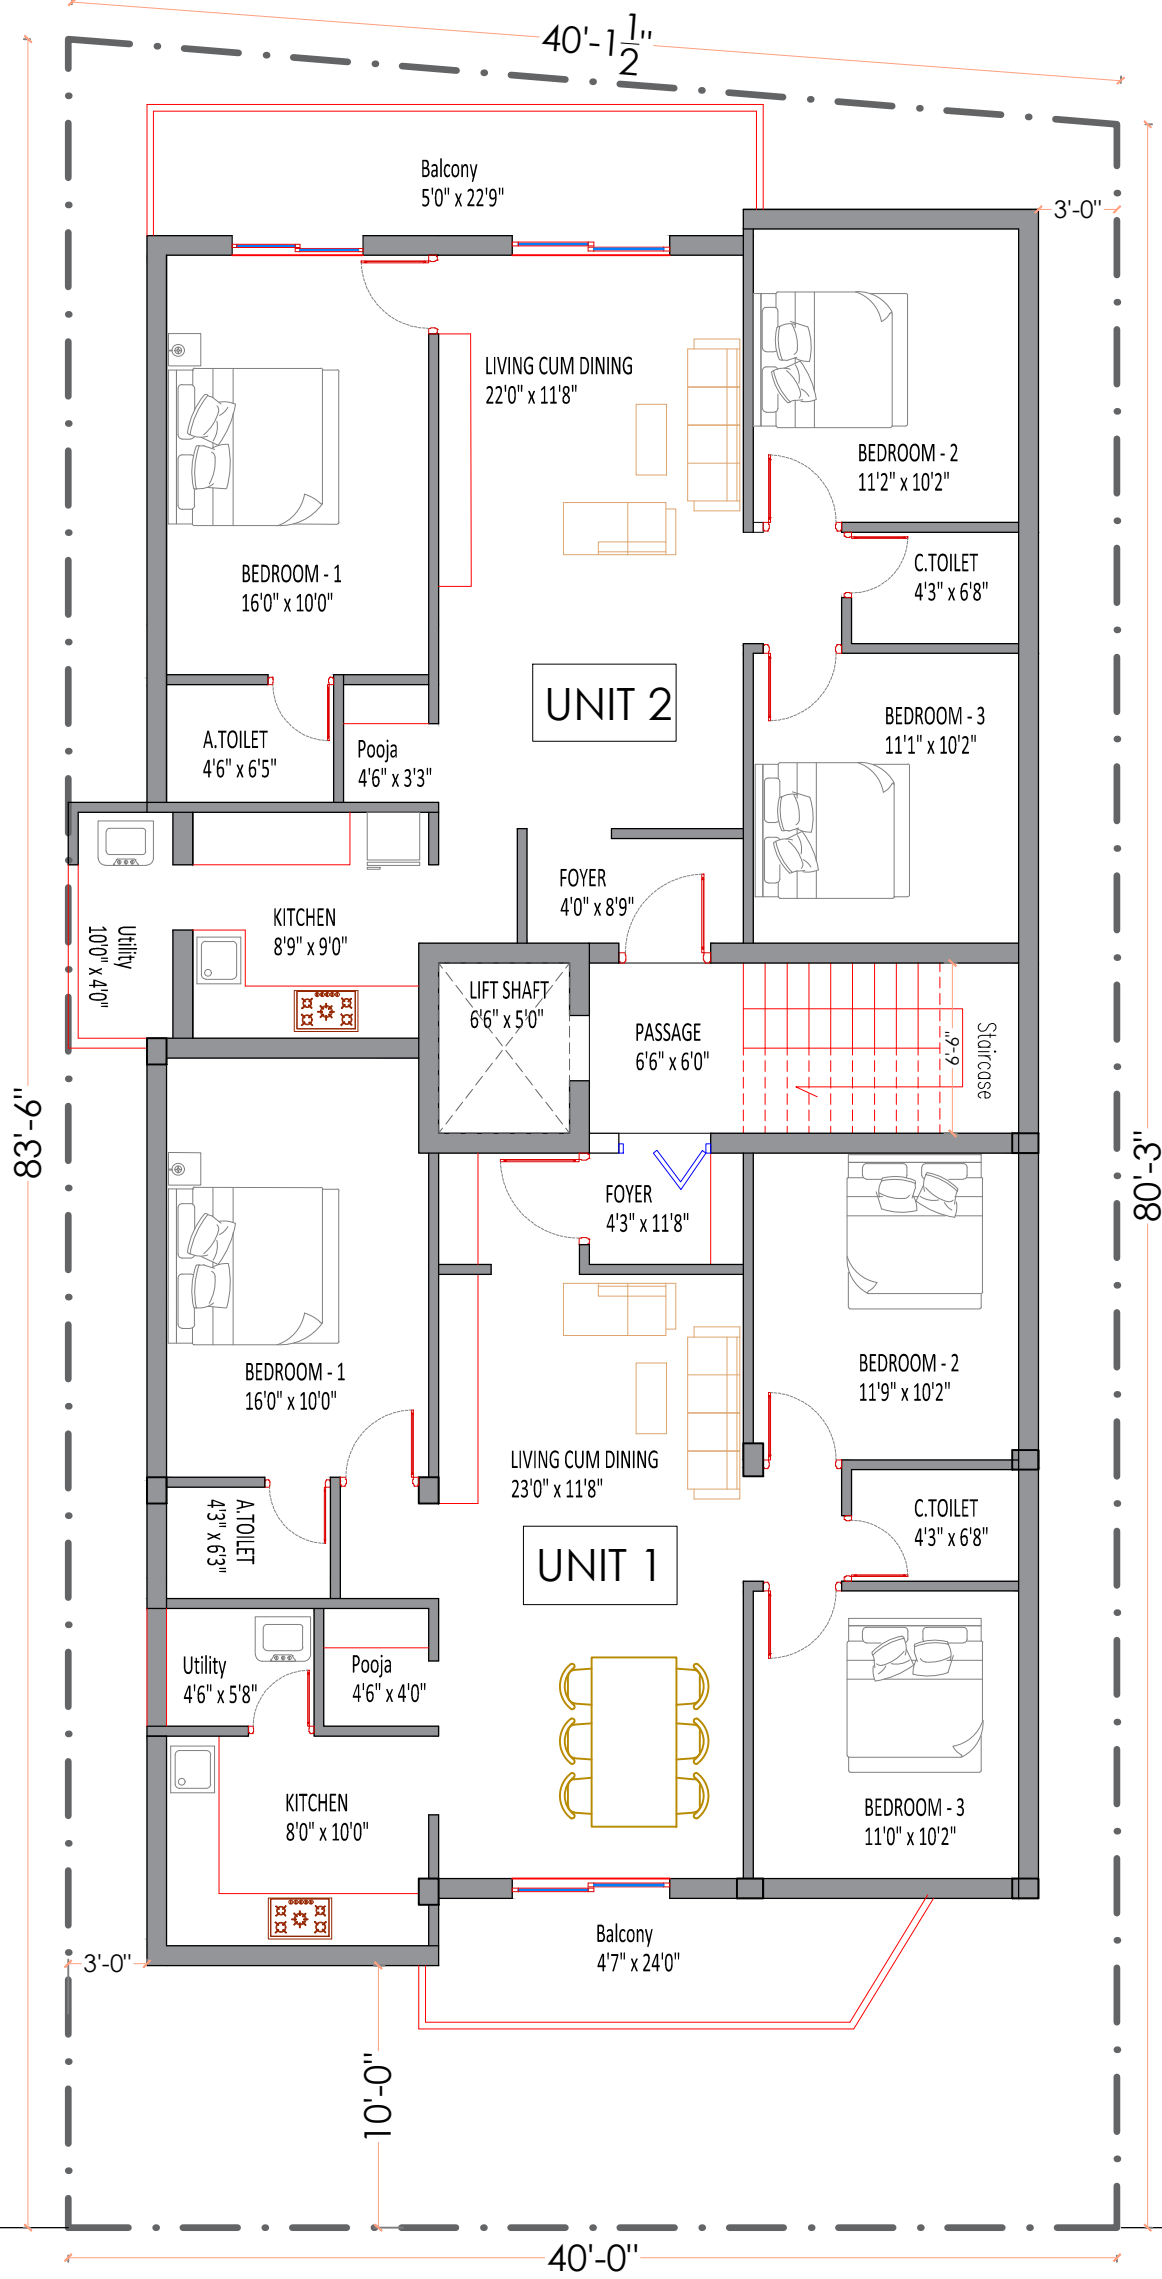 40'-1 1/2"
Balcony
5'0" x 22'9"
3'-0"
LIVING CUM DINING
22'0" x 11'8"
BEDROOM - 2
11'2" x 10'2"
BEDROOM - 1
16'0" x 10'0"
C.TOILET
4'3" x 6'8"
UNIT 2
BEDROOM - 3
11'1" x 10'2"
A.TOILET
4'6" x 6'5"
Pooja
4'6" x 3'3"
FOYER
4'0" x 8'9"
KITCHEN
8'9" x 9'0"
Utility
10'0" x 4'0"
LIFT SHAFT
6'6" x 5'0"
PASSAGE
6'6" x 6'0"
6'-6"
Staircase
83'-6"
80'-3"
FOYER
4'3" x 11'8"
BEDROOM - 1
16'0" x 10'0"
BEDROOM - 2
11'9" x 10'2"
LIVING CUM DINING
23'0" x 11'8"
A.TOILET
4'3" x 6'3"
C.TOILET
4'3" x 6'8"
UNIT 1
Utility
4'6" x 5'8"
Pooja
4'6" x 4'0"
KITCHEN
8'0" x 10'0"
BEDROOM - 3
11'0" x 10'2"
Balcony
4'7" x 24'0"
3'-0"
10'-0"
40'-0"